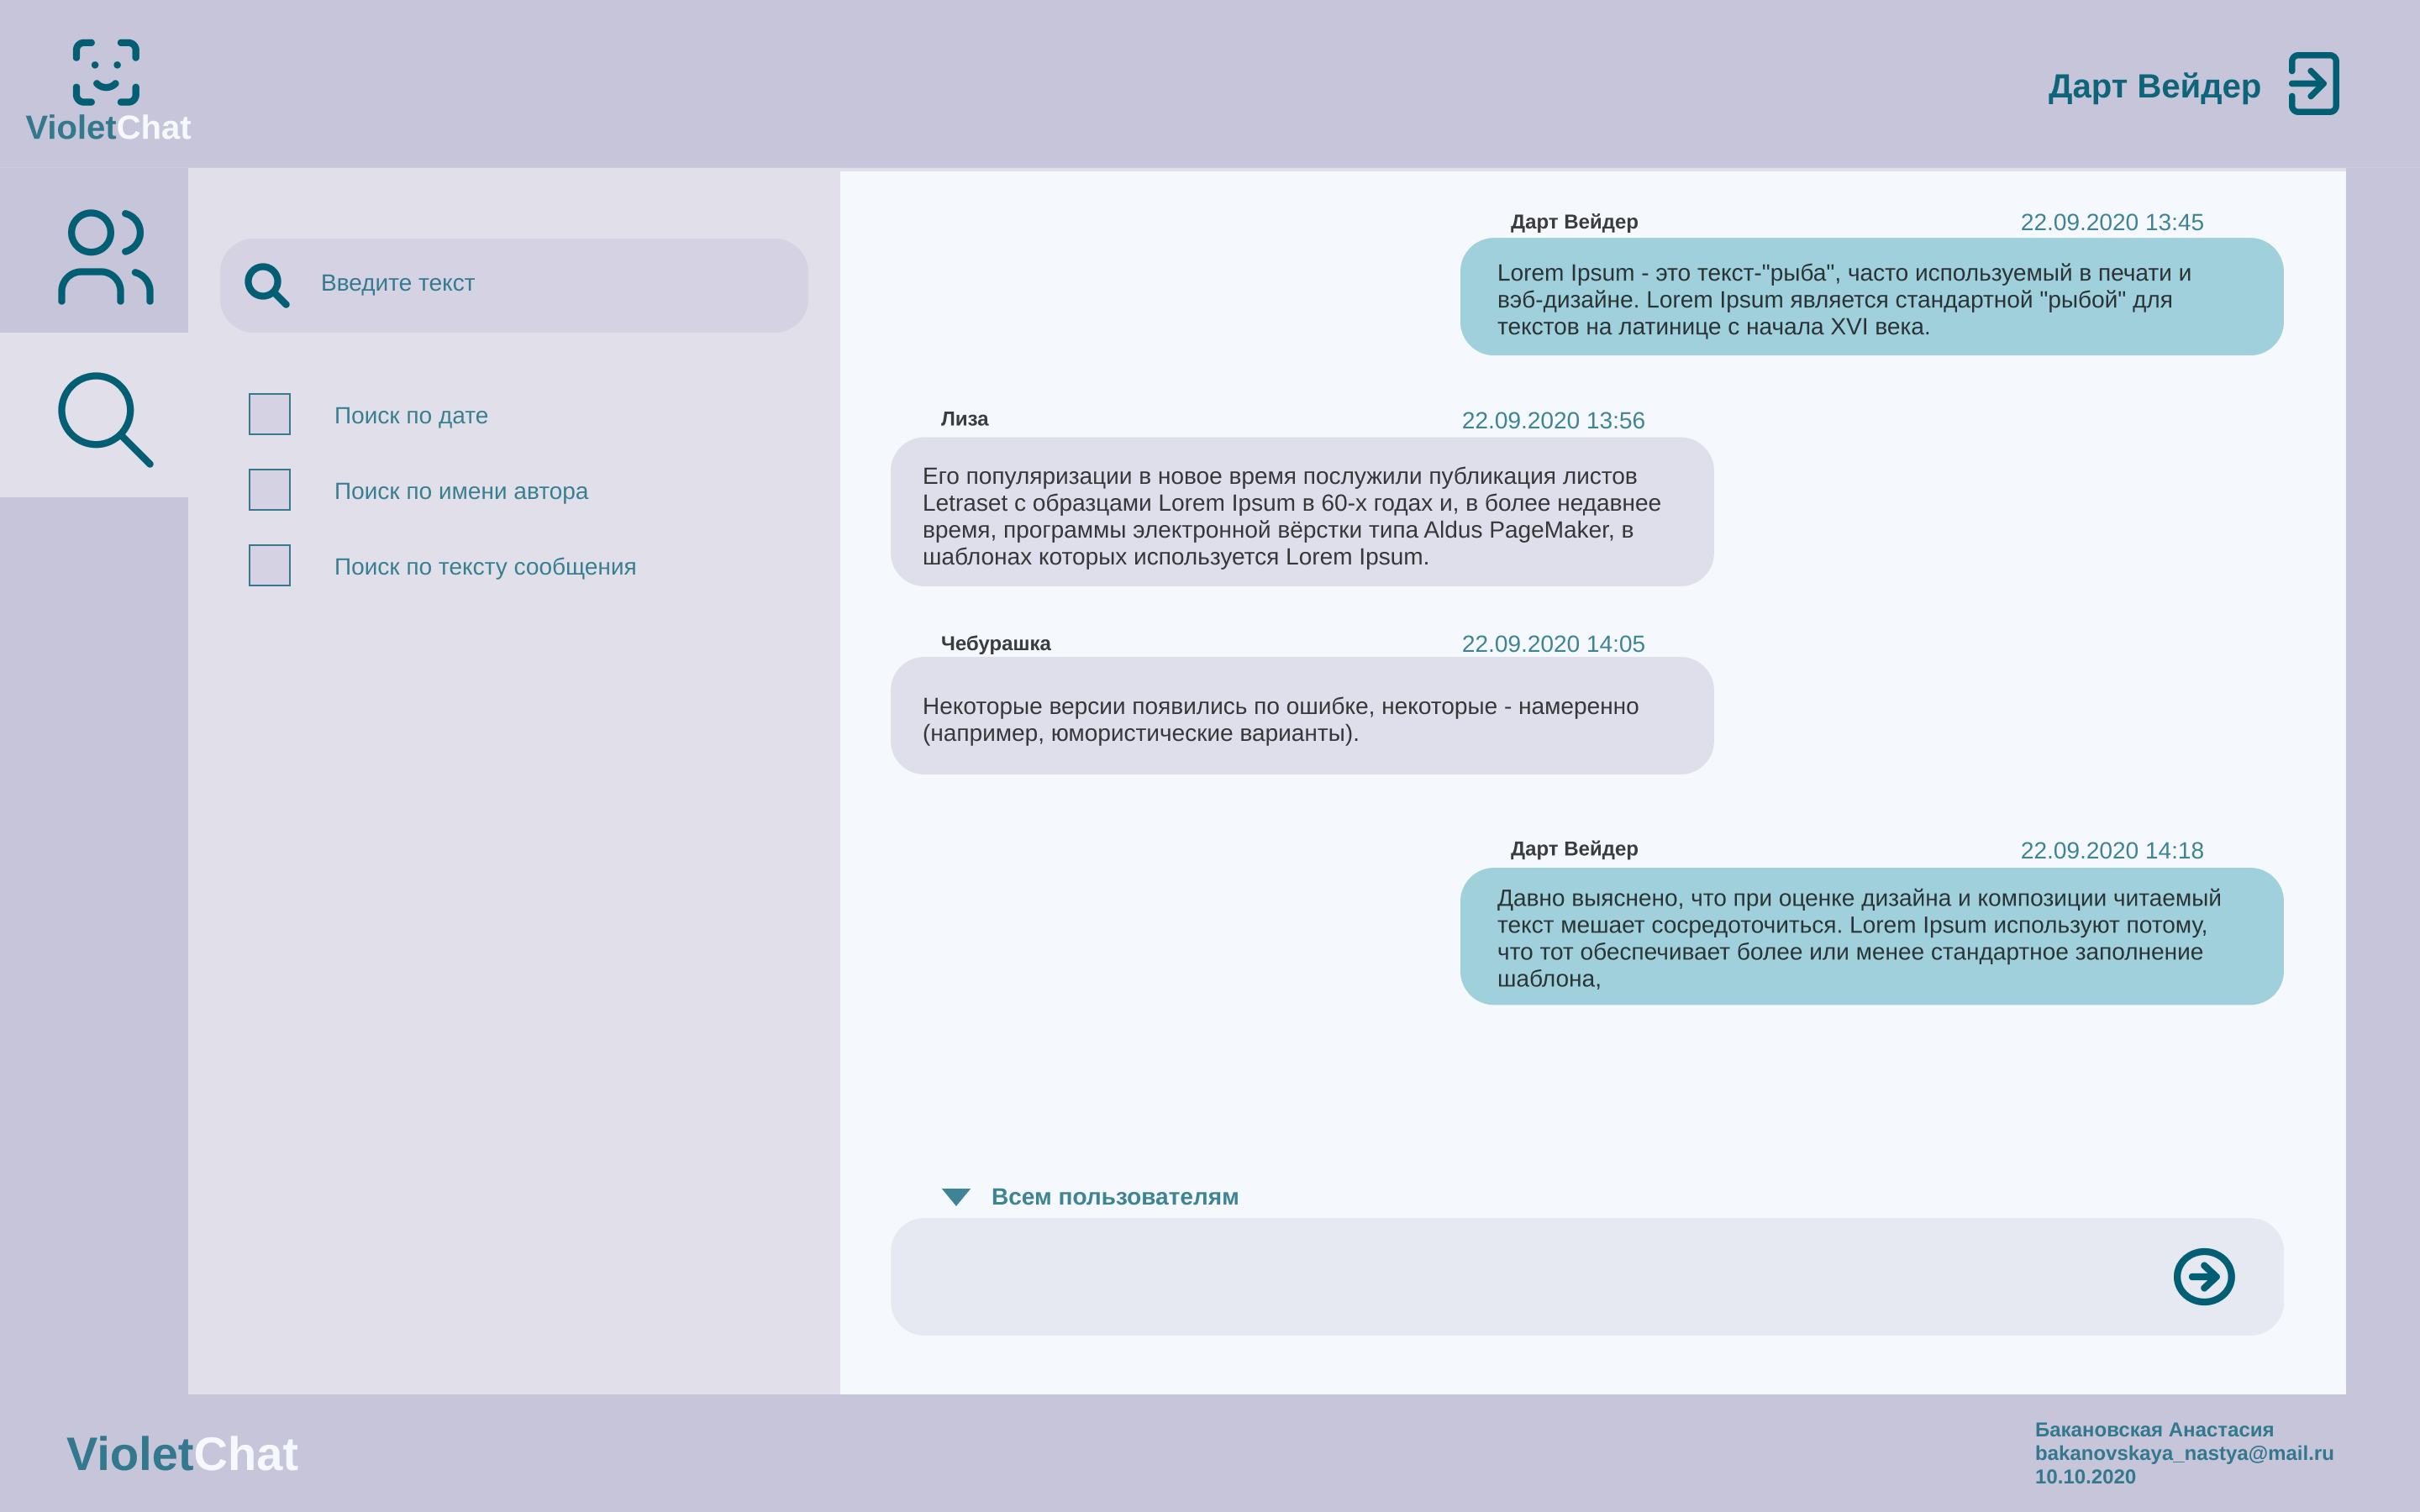 VioletChat
Дарт Вейдер
Введите текст
Поиск по дате
Поиск по имени автора
Поиск по тексту сообщения
Дарт Вейдер 22.09.2020 13:45
Lorem Ipsum - это текст-"рыба", часто используемый в печати и
вэб-дизайне. Lorem Ipsum является стандартной "рыбой" для
текстов на латинице с начала XVI века.
Лиза 22.09.2020 13:56
Его популяризации в новое время послужили публикация листов
Letraset с образцами Lorem Ipsum в 60-х годах и, в более недавнее
время, программы электронной вёрстки типа Aldus PageMaker, в
шаблонах которых используется Lorem Ipsum.
Чебурашка 22.09.2020 14:05
Некоторые версии появились по ошибке, некоторые - намеренно
(например, юмористические варианты).
Дарт Вейдер 22.09.2020 14:18
Давно выяснено, что при оценке дизайна и композиции читаемый
текст мешает сосредоточиться. Lorem Ipsum используют потому,
что тот обеспечивает более или менее стандартное заполнение
шаблона,
Всем пользователям
VioletChat
Бакановская Анастасия
bakanovskaya_nastya@mail.ru
10.10.2020